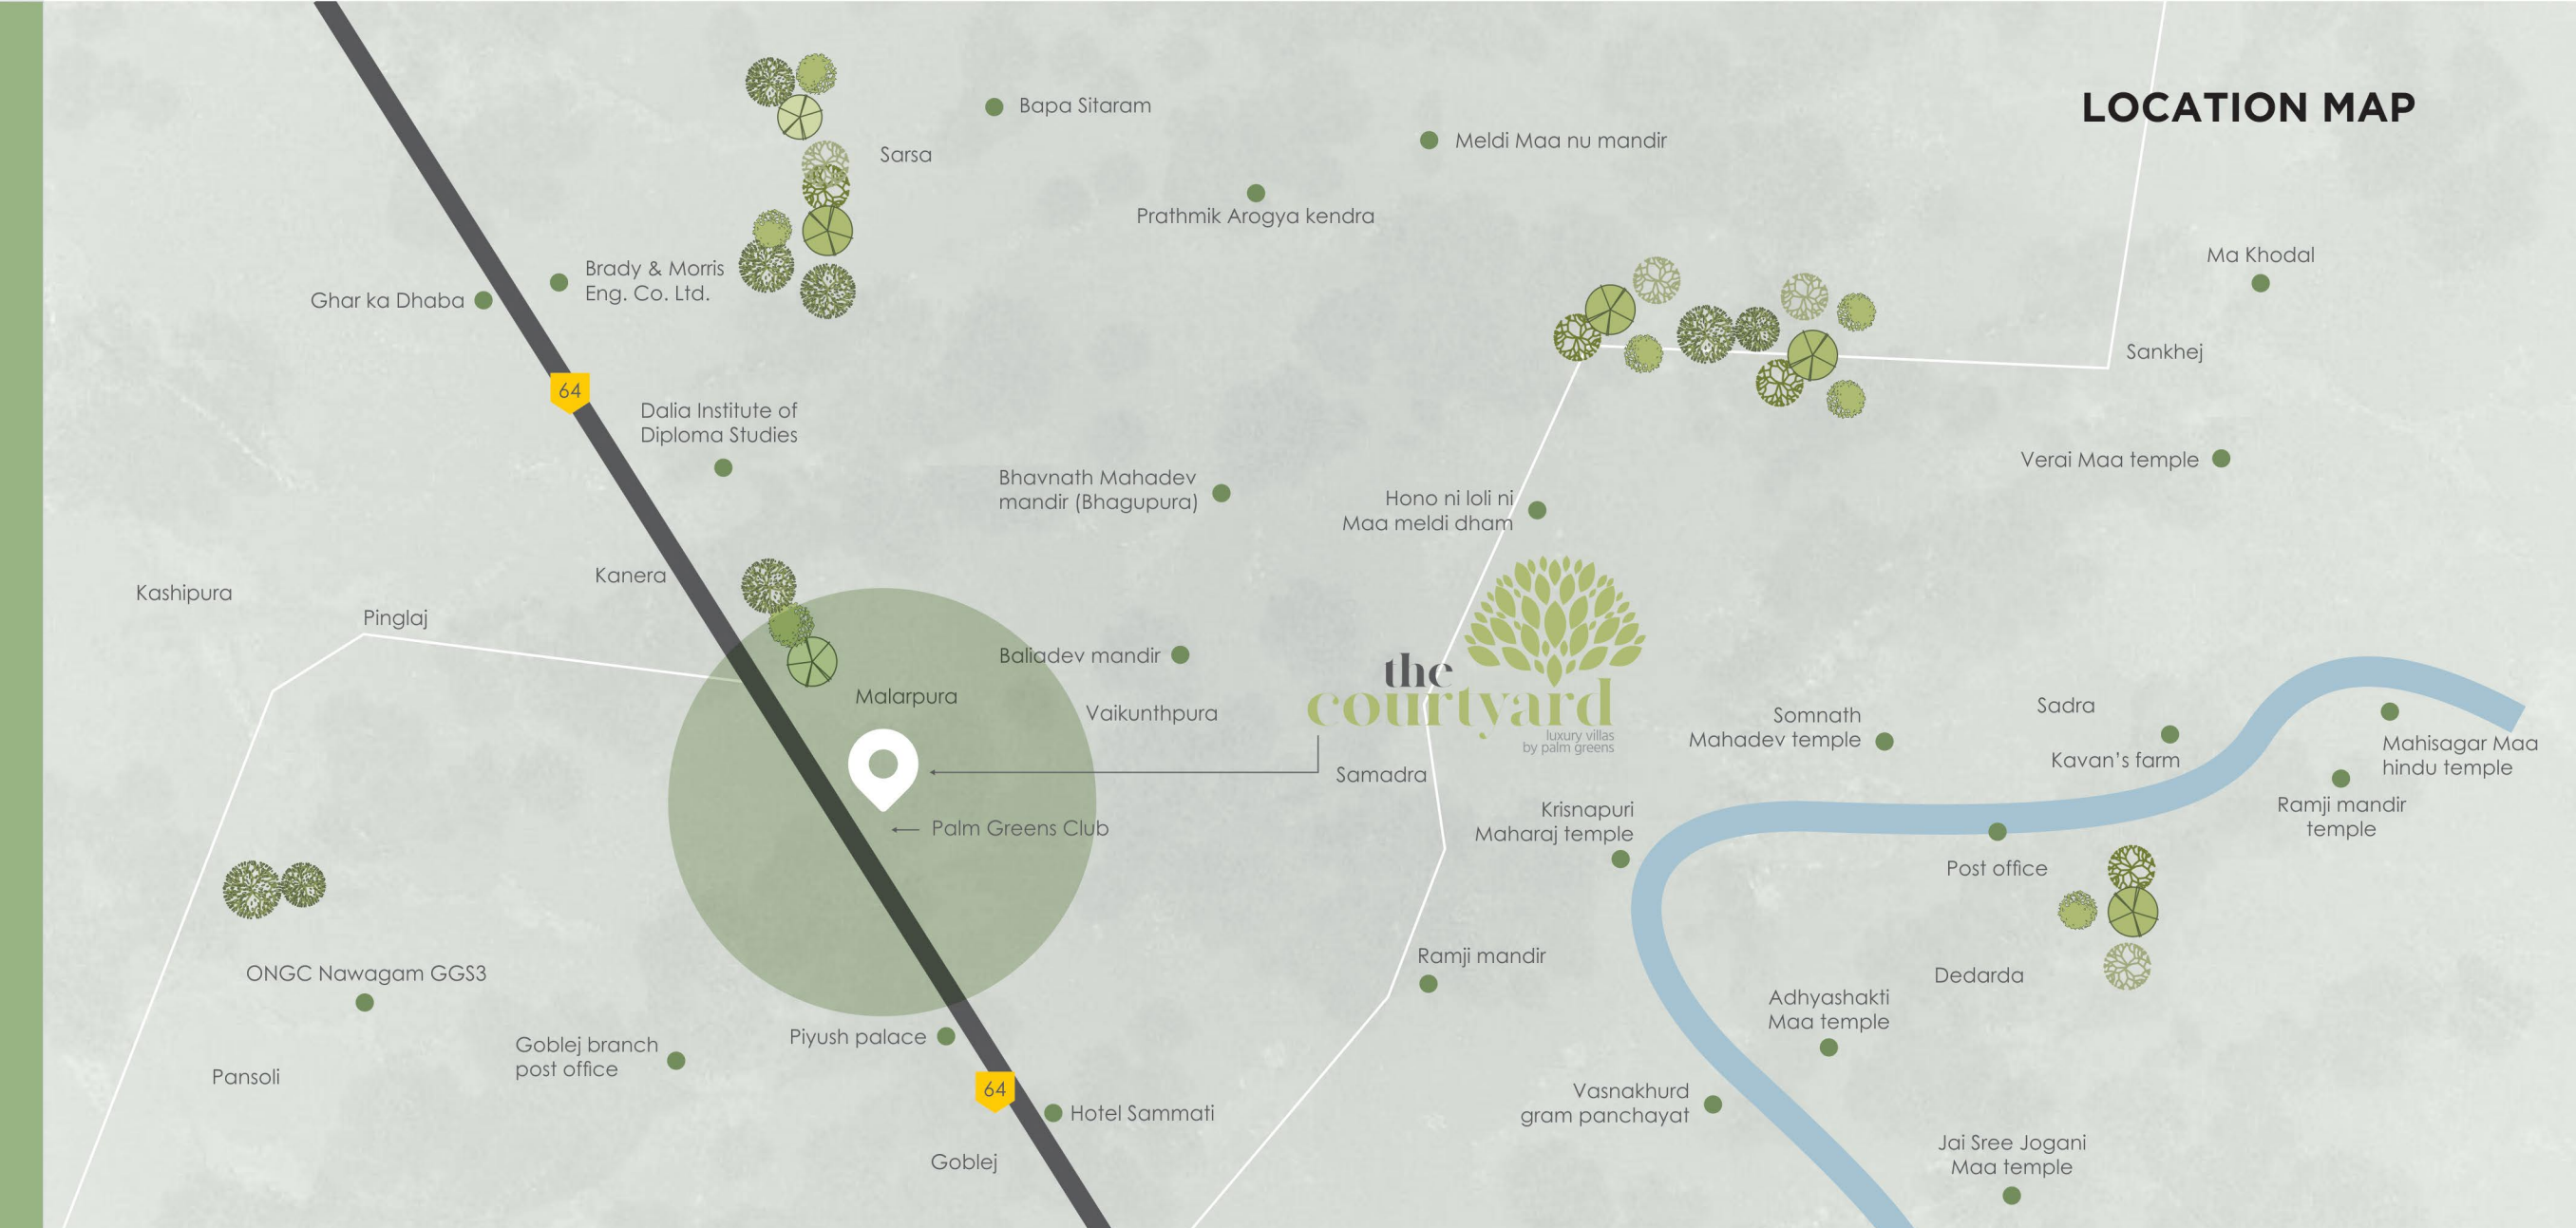 LOCATION MAP
Bapa Sitaram
Meldi Maa nu mandir
Sarsa
Prathmik Arogya kendra
Ma Khodal
Brady & Morris
Eng. Co. Ltd.
Ghar ka Dhaba
Sankhej
64
Dalia Institute of
Diploma Studies
Verai Maa temple
Bhavnath Mahadev
mandir (Bhagupura)
Hono ni loli ni
Maa meldi dham
Kanera
Kashipura
Pinglaj
Baliadev mandir
Malarpura
Vaikunthpura
the
courtyard
luxury villas
by palm greens
Samadra
Somnath
Mahadev temple
Sadra
Kavan's farm
Mahisagar Maa
hindu temple
Ramji mandir
temple
Krisnapuri
Maharaj temple
Palm Greens Club
Post office
Ramji mandir
ONGC Nawagam GGS3
Dedarda
Adhyashakti
Maa temple
Piyush palace
Goblej branch
post office
Pansoli
64
Hotel Sammati
Vasnakhurd
gram panchayat
Goblej
Jai Sree Jogani
Maa temple